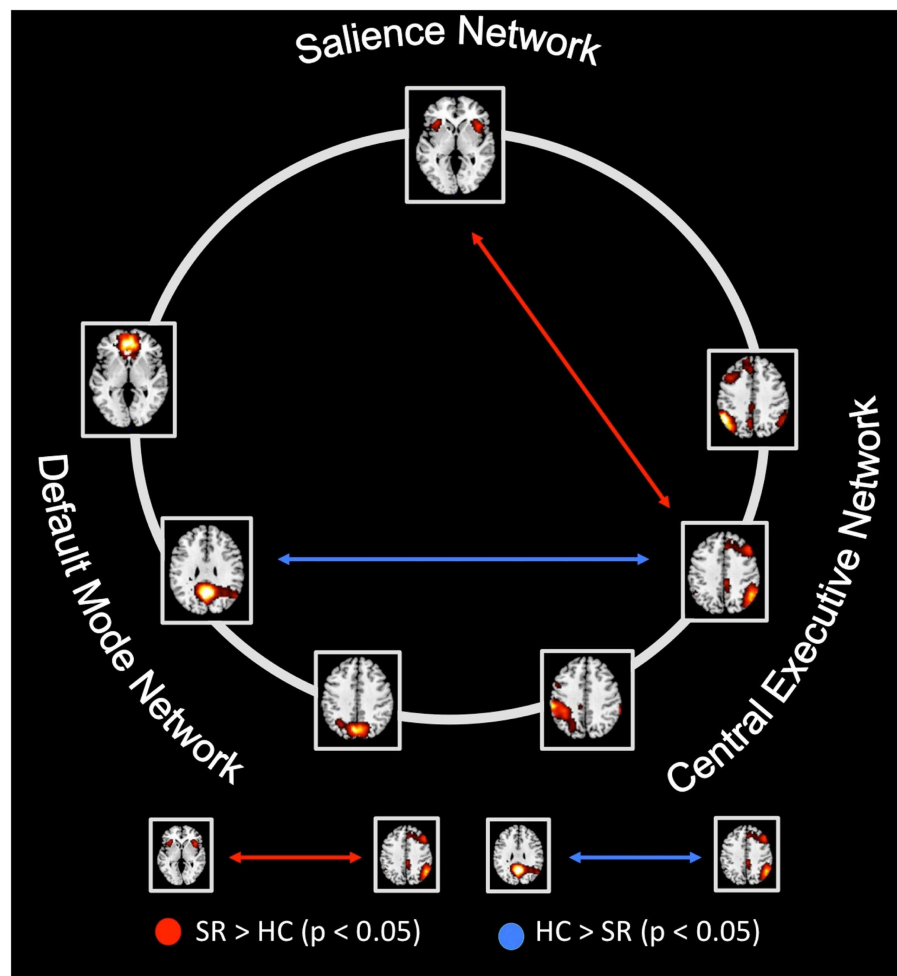 Salience Network
Default Mode Network
Central Executive Network
SR > HC (p < 0.05)
HC > SR (p < 0.05)